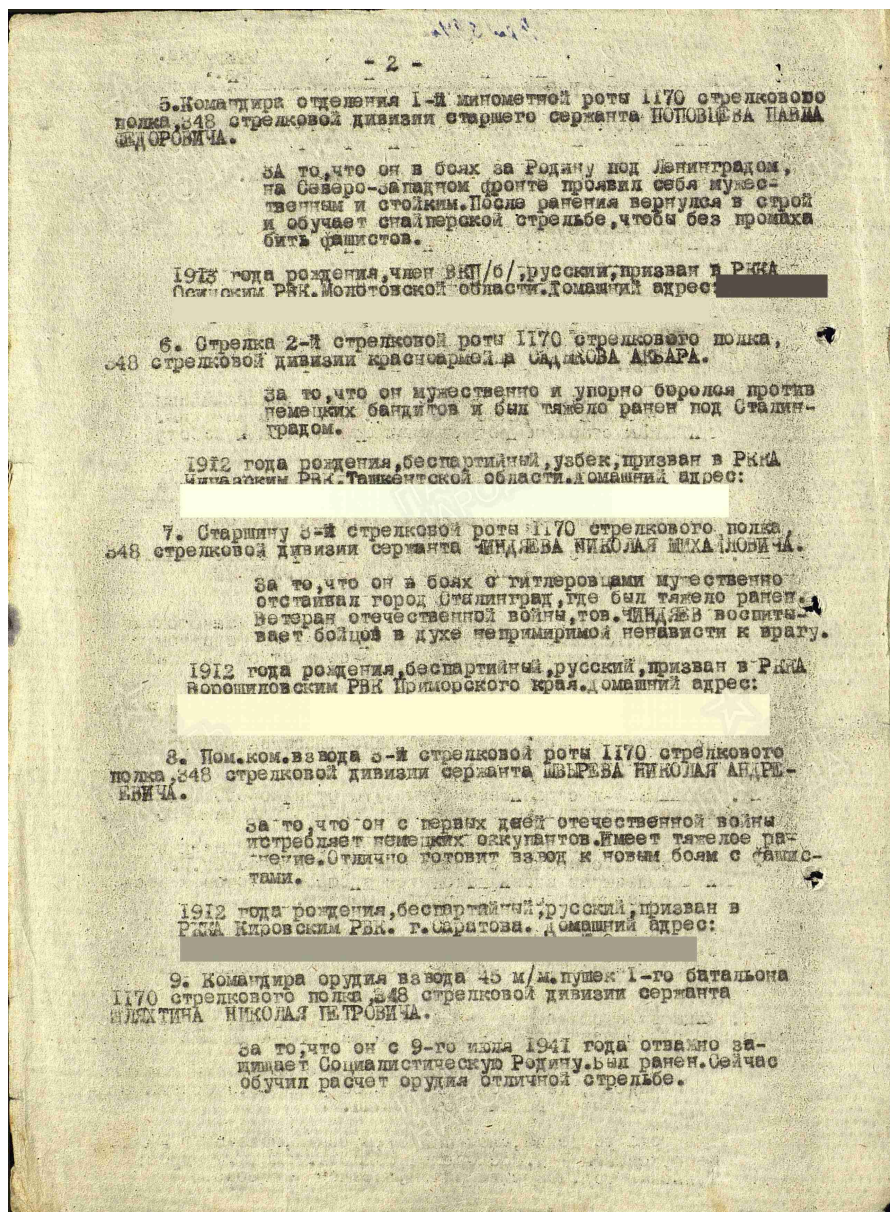 - 2 -
5.Командира отделения I-й минометной роты II70 стрелкового
полка,348 стрелковой дивизии старшего сержанта ПОПОВЦЕВА ПАВЛА
ФЕДОРОВИЧА.
ЗА то,что он в боях за Родину под Ленинградом,
на Северо-Западном фронте проявил себя мужес-
твенным и стойким.После ранения вернулся в строй
и обучает снайперской стрельбе,чтобы без промаха
бить фашистов.
1913 года рождения,член ВКП/б/,русский,призван в РККА
Осинским РВК.Молотовской области.Домашний адрес:
6. Стрелка 2-й стрелковой роты II70 стрелкового полка,
348 стрелковой дивизии красноармейца САДЫКОВА АКБАРА.
За то,что он мужественно и упорно боролся против
немецких бандитов и был тяжело ранен под Сталин-
градом.
1912 года рождения,беспартийный,узбек,призван в РККА
РВК.Ташкентской области.Домашний адрес:
7. Старшину 3-й стрелковой роты II70 стрелкового полка,
348 стрелковой дивизии сержанта ЧИНДЯЕВА НИКОЛАЯ МИХАЙЛОВИЧА.
За то,что он в боях с гитлеровцами мужественно
отстаивал город Сталинград,где был тяжело ранен.
Ветеран отечественной войны,тов.ЧИНДЯЕВ воспиты-
вает бойцов в духе непримиримой ненависти к врагу.
1912 года рождения,беспартийный,русский,призван в РККА
Ворошиловским РВК Приморского края.Домашний адрес:
8. Пом.ком.взвода 3-й стрелковой роты II70 стрелкового
полка,348 стрелковой дивизии сержанта ШВЫРЕВА НИКОЛАЯ АНДРЕ-
ЕВИЧА.
За то,что он с первых дней отечественной войны
истребляет немецких оккупантов.Имеет тяжелое ра-
нение.Отлично готовит взвод к новым боям с фашис-
тами.
1912 года рождения,беспартийный,русский,призван в
РККА Кировским РВК. г.Саратова. Домашний адрес:
9. Командира орудия взвода 45 м/м.пушек I-го батальона
II70 стрелкового полка,348 стрелковой дивизии сержанта
ШЛЯХТИНА НИКОЛАЯ ПЕТРОВИЧА.
За то,что он с 9-го июля 1941 года отважно за-
щищает Социалистическую Родину.Был ранен.Сейчас
обучил расчет орудия отличной стрельбе.